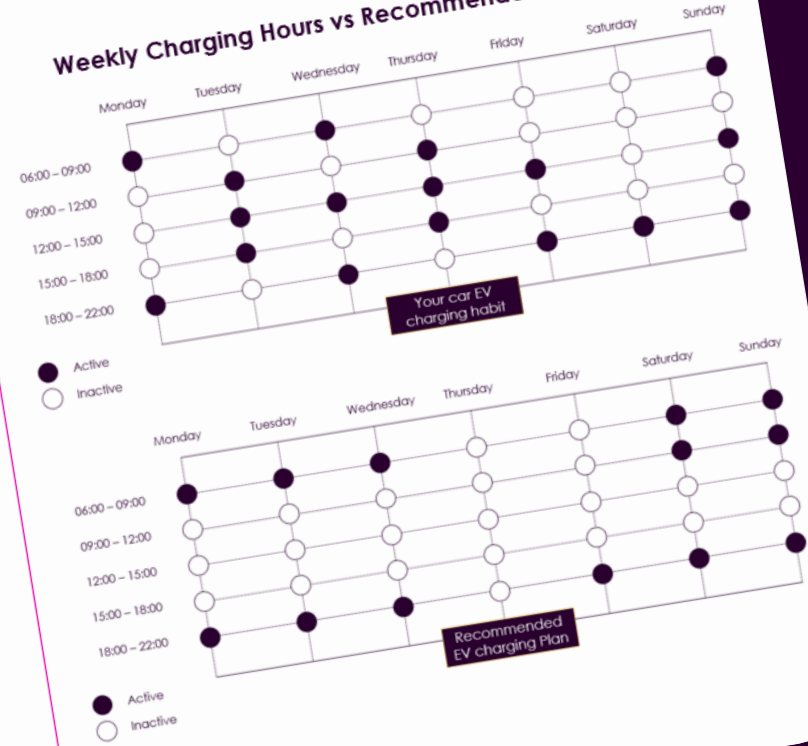 Weekly Charging Hours vs
Monday Tuesday Wednesday Thursday Friday Saturday Sunday
06:00 – 09:00
09:00 – 12:00
12:00 – 15:00
15:00 – 18:00
18:00 – 22:00
Your car EV
charging habit
Active
Inactive
Monday Tuesday Wednesday Thursday Friday Saturday Sunday
06:00 – 09:00
09:00 – 12:00
12:00 – 15:00
15:00 – 18:00
18:00 – 22:00
Recommended
EV charging Plan
Active
Inactive